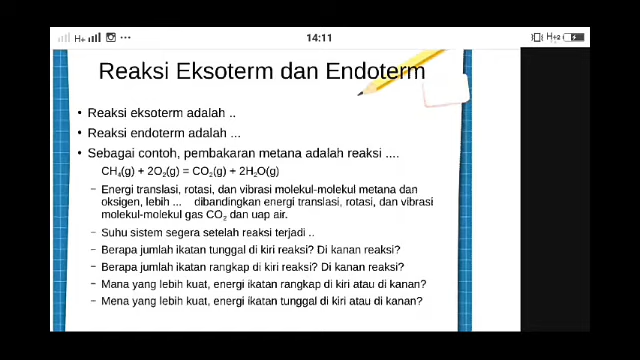 H+
14:11
Reaksi Eksoterm dan Endoterm
• Reaksi eksoterm adalah ..
• Reaksi endoterm adalah ...
• Sebagai contoh, pembakaran metana adalah reaksi ....
CH₄(g) + 2O₂(g) = CO₂(g) + 2H₂O(g)
– Energi translasi, rotasi, dan vibrasi molekul-molekul metana dan
oksigen, lebih ... dibandingkan energi translasi, rotasi, dan vibrasi
molekul-molekul gas CO₂ dan uap air.
– Suhu sistem segera setelah reaksi terjadi ..
– Berapa jumlah ikatan tunggal di kiri reaksi? Di kanan reaksi?
– Berapa jumlah ikatan rangkap di kiri reaksi? Di kanan reaksi?
– Mana yang lebih kuat, energi ikatan rangkap di kiri atau di kanan?
– Mena yang lebih kuat, energi ikatan tunggal di kiri atau di kanan?